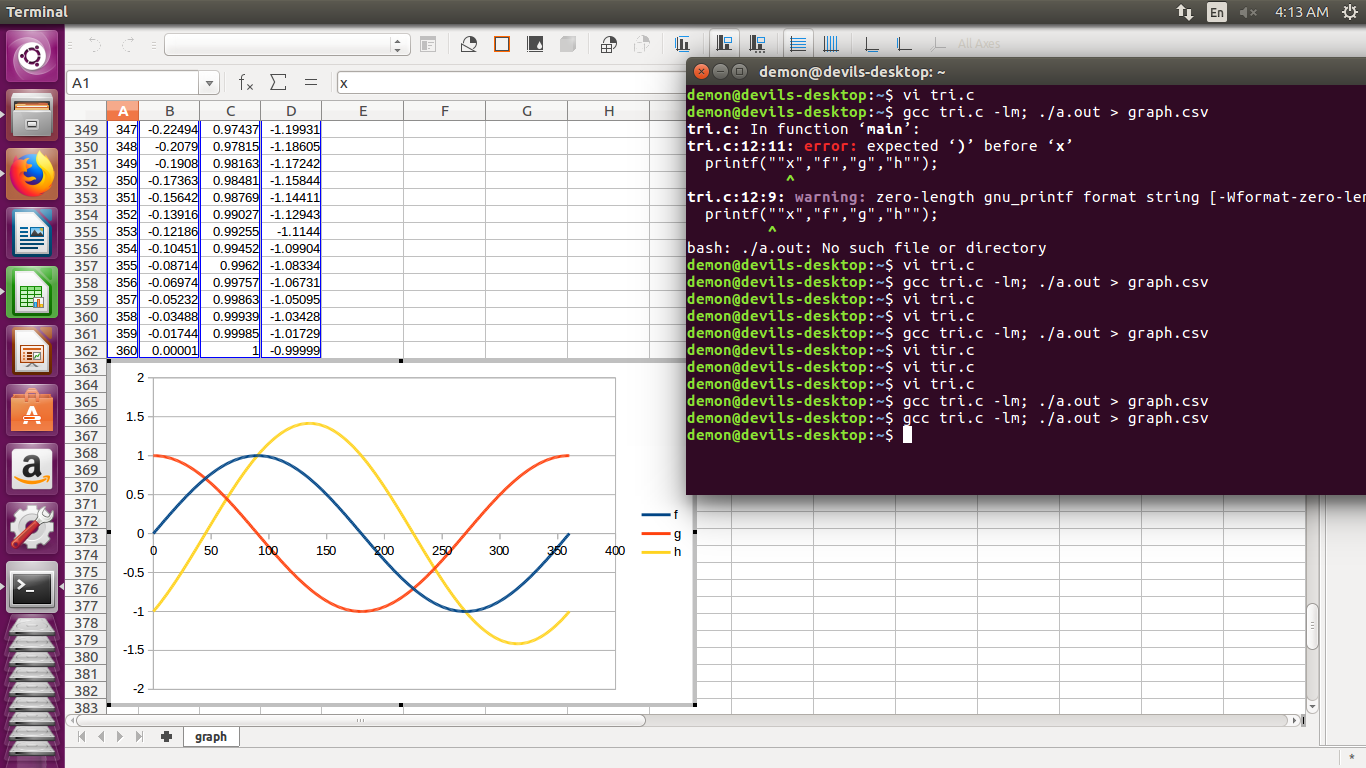 Terminal
En
4:13 AM
All Axes
A1
x
A B C D E F G H
349 347 -0.22494 0.97437 -1.19931
350 348 -0.2079 0.97815 -1.18605
351 349 -0.1908 0.98163 -1.17242
352 350 -0.17363 0.98481 -1.15844
353 351 -0.15642 0.98769 -1.14411
354 352 -0.13916 0.99027 -1.12943
355 353 -0.12186 0.99255 -1.1144
356 354 -0.10451 0.99452 -1.09904
357 355 -0.08714 0.9962 -1.08334
358 356 -0.06974 0.99757 -1.06731
359 357 -0.05232 0.99863 -1.05095
360 358 -0.03488 0.99939 -1.03428
361 359 -0.01744 0.99985 -1.01729
362 360 0.00001 1 -0.99999
363
364
365
366
367
368
369
370
371
372
373
374
375
376
377
378
379
380
381
382
383
2
1.5
1
0.5
0
-0.5
-1
-1.5
-2
0 50 100 150 200 250 300 350 400
f
g
h
graph
demon@devils-desktop: ~
demon@devils-desktop:~$ vi tri.c
demon@devils-desktop:~$ gcc tri.c -lm; ./a.out > graph.csv
tri.c: In function ‘main’:
tri.c:12:11: error: expected ‘)’ before ‘x’
printf(""x","f","g","h"");
^
tri.c:12:9: warning: zero-length gnu_printf format string [-Wformat-zero-len
printf(""x","f","g","h"");
^
bash: ./a.out: No such file or directory
demon@devils-desktop:~$ vi tri.c
demon@devils-desktop:~$ gcc tri.c -lm; ./a.out > graph.csv
demon@devils-desktop:~$ vi tri.c
demon@devils-desktop:~$ vi tri.c
demon@devils-desktop:~$ gcc tri.c -lm; ./a.out > graph.csv
demon@devils-desktop:~$ vi tir.c
demon@devils-desktop:~$ vi tir.c
demon@devils-desktop:~$ vi tri.c
demon@devils-desktop:~$ gcc tri.c -lm; ./a.out > graph.csv
demon@devils-desktop:~$ gcc tri.c -lm; ./a.out > graph.csv
demon@devils-desktop:~$